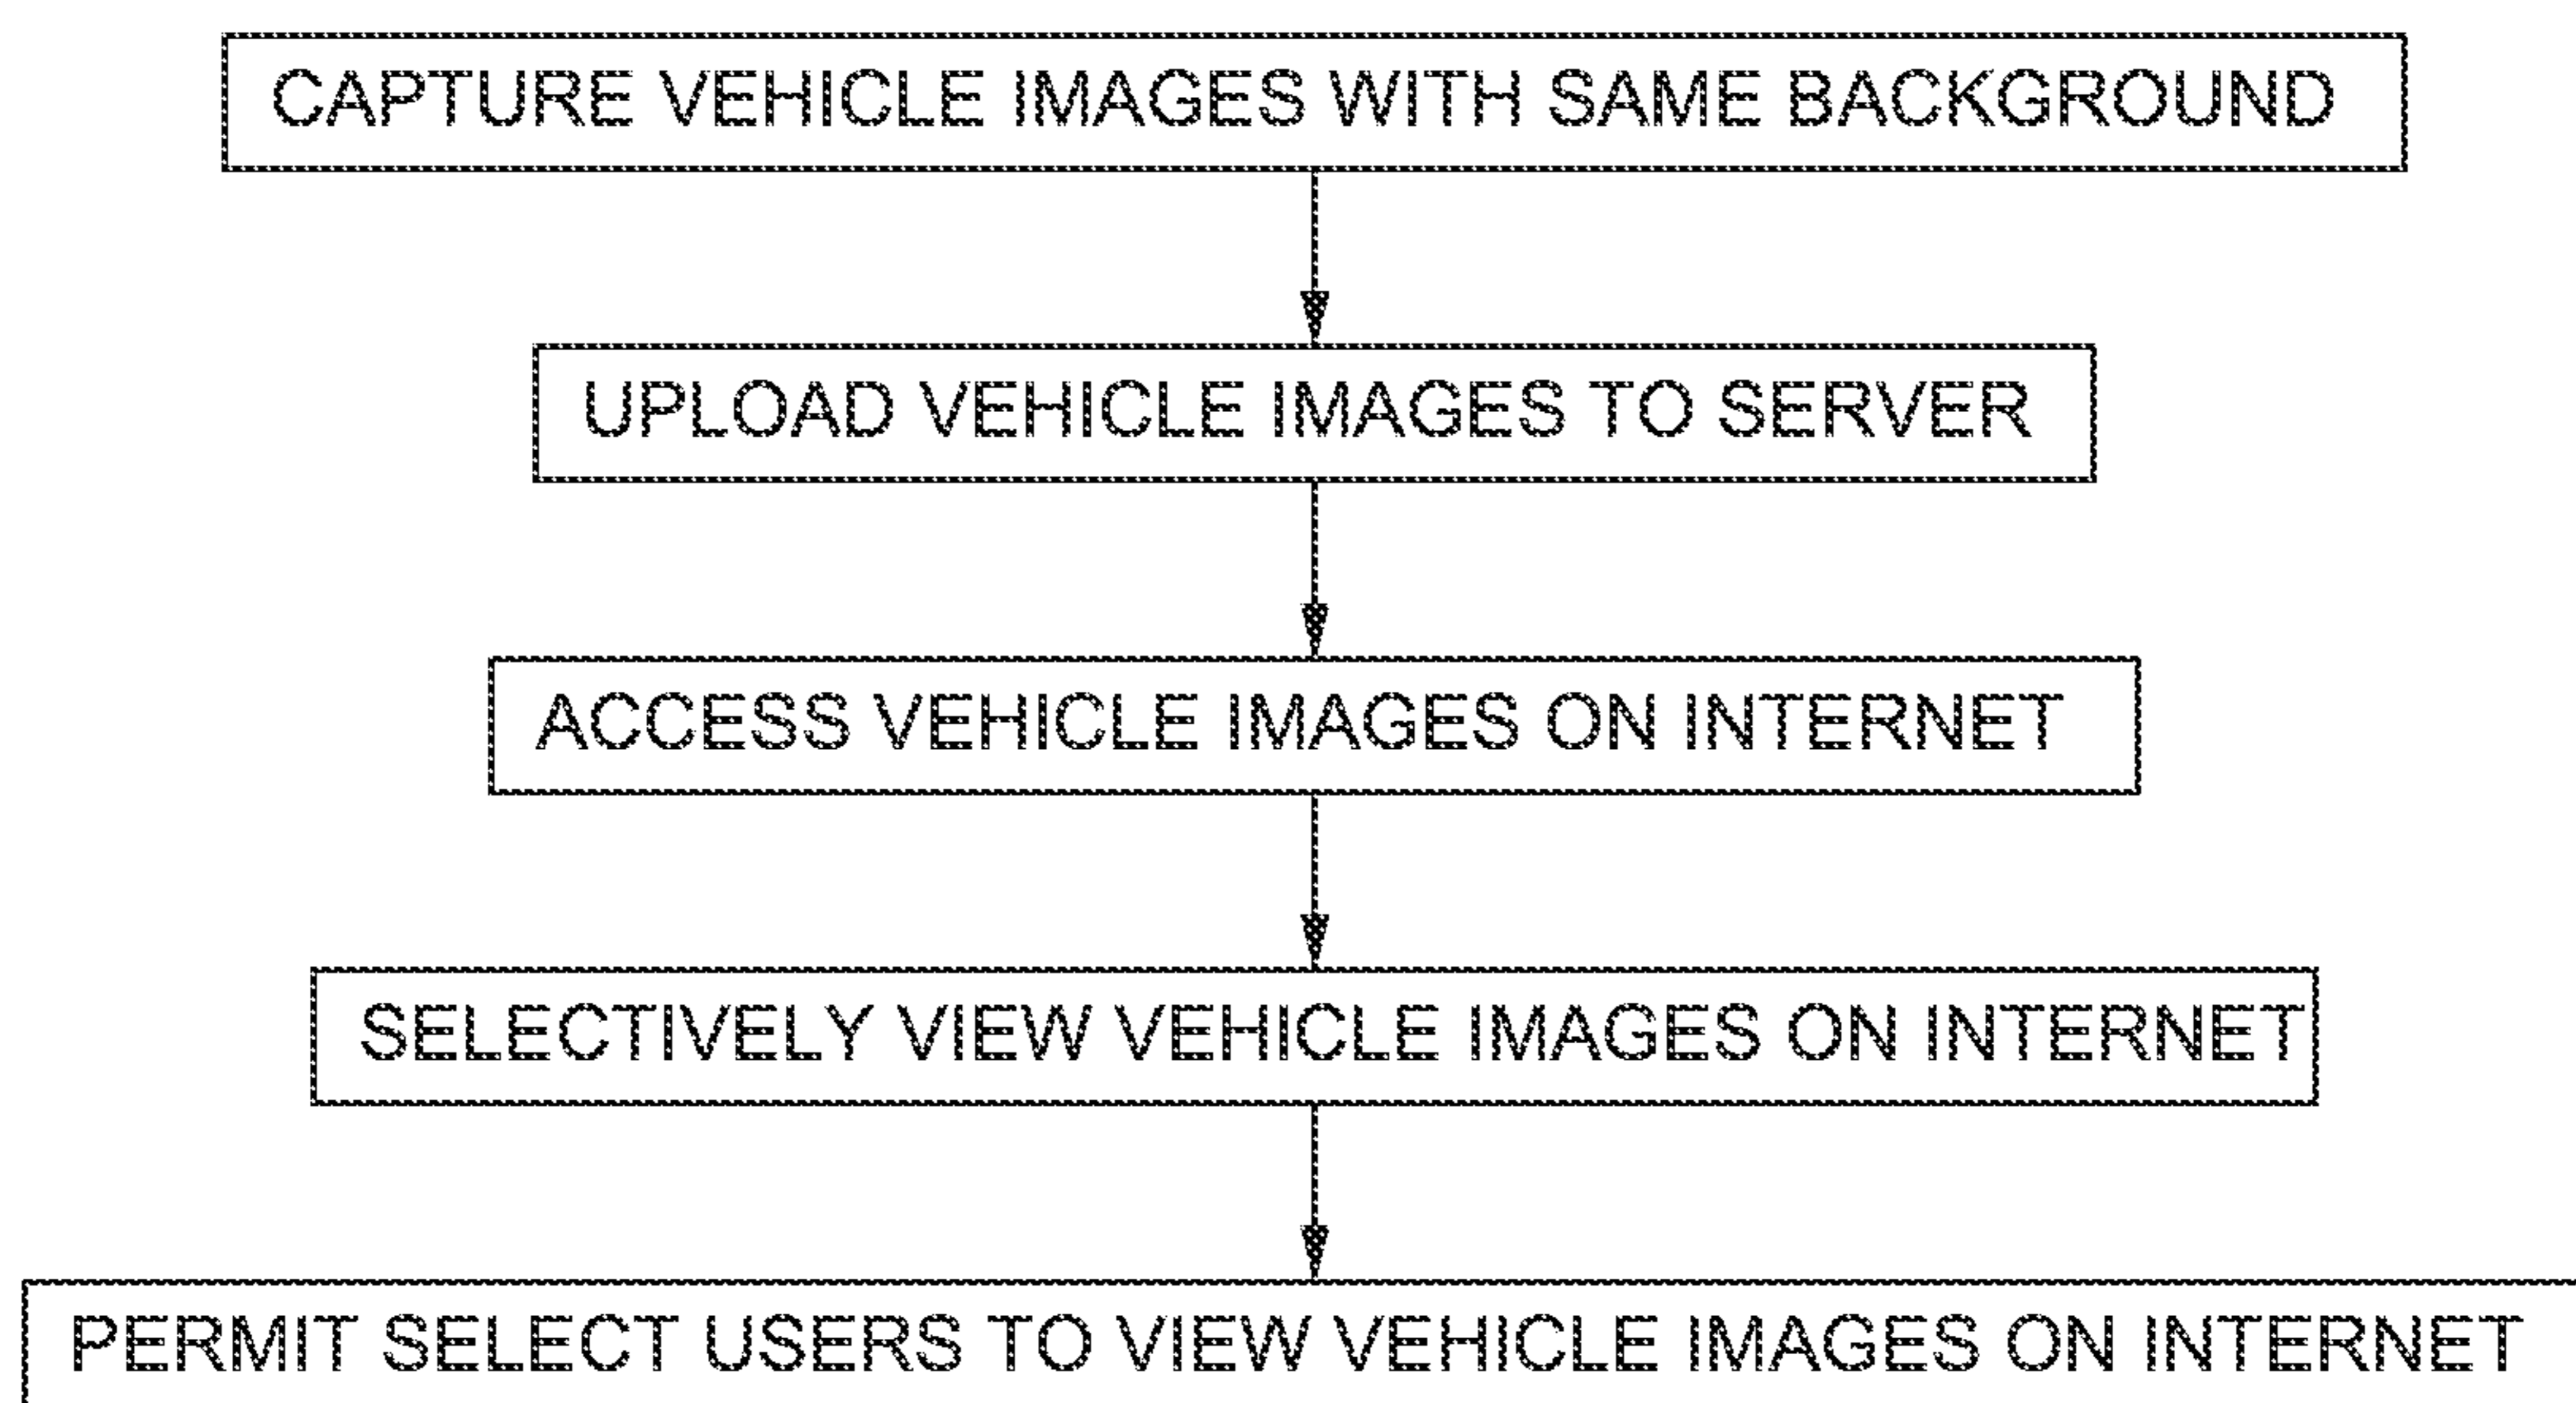 CAPTURE VEHICLE IMAGES WITH SAME BACKGROUND
UPLOAD VEHICLE IMAGES TO SERVER
ACCESS VEHICLE IMAGES ON INTERNET
SELECTIVELY VIEW VEHICLE IMAGES ON INTERNET
PERMIT SELECT USERS TO VIEW VEHICLE IMAGES ON INTERNET